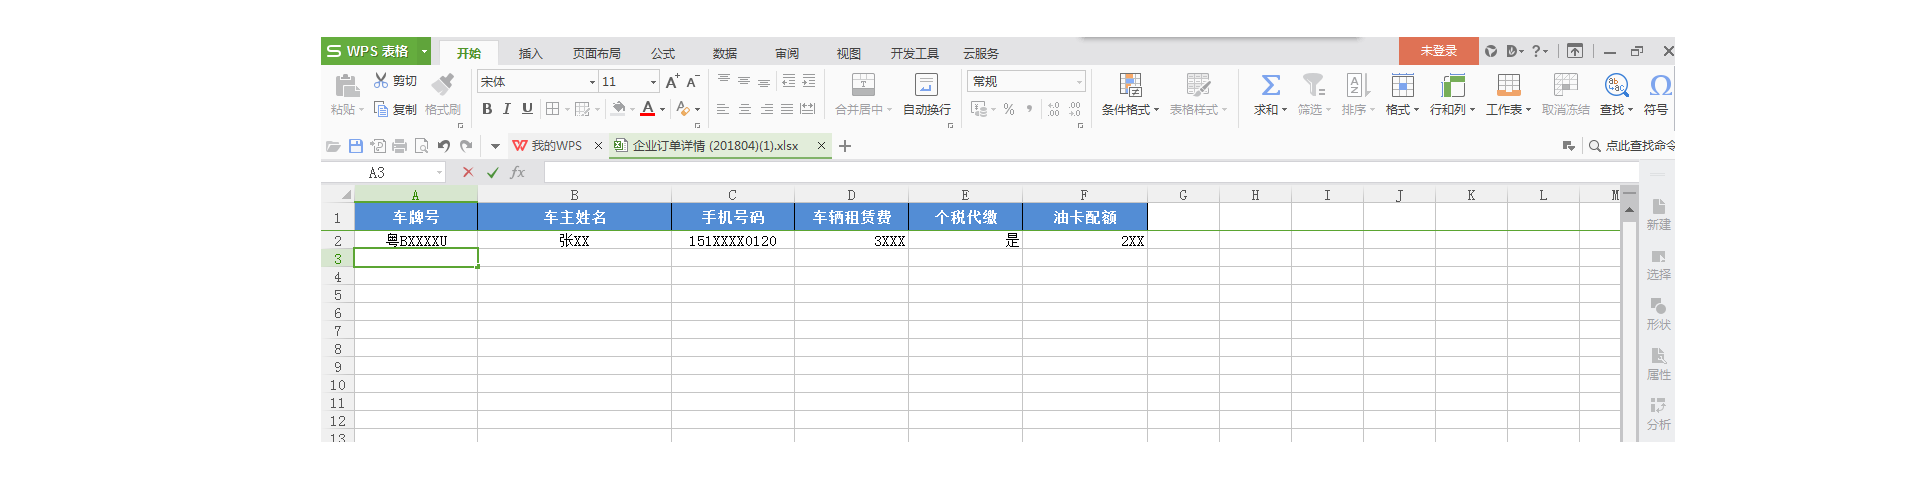 S WPS 表格 开始 插入 页面布局 公式 数据 审阅 视图 开发工具 云服务 未登录 ?
粘贴 剪切 复制 格式刷 宋体 11 A+ A- B I U A 合并居中 自动换行 常规 % 条件格式 表格样式 求和 筛选 排序 格式 行和列 工作表 取消冻结 查找 符号
我的WPS × 企业订单详情 (201804)(1).xlsx × + 点此查找命令
A3 fx
A B C D E F G H I J K L M
1 车牌号 车主姓名 手机号码 车辆租赁费 个税代缴 油卡配额
2 粤BXXXXU 张XX 151XXXX0120 3XXX 是 2XX
3
4
5
6
7
8
9
10
11
12
13
新建
选择
形状
属性
分析